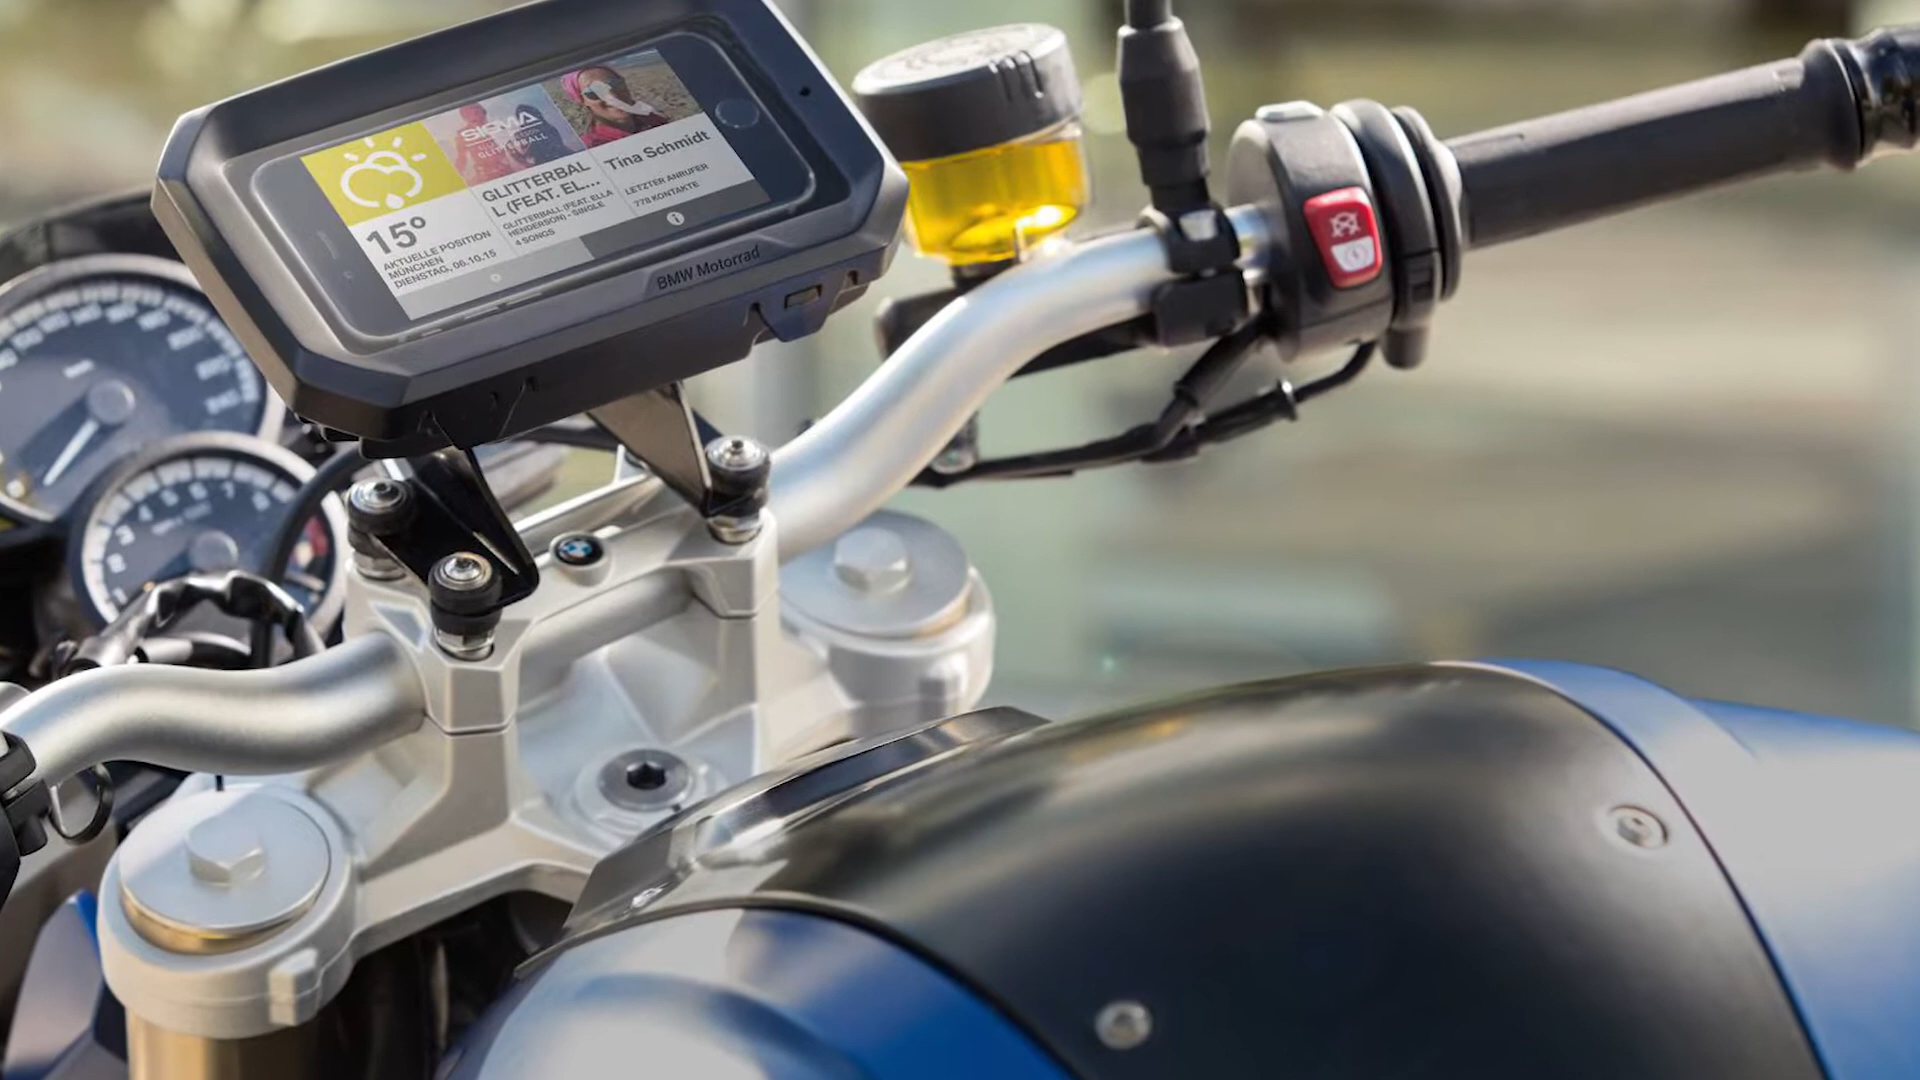 15°
AKTUELLE POSITION
MÜNCHEN
DIENSTAG, 06.10.15
SIGMA
GLITTERBALL
GLITTERBAL
L (FEAT. EL...
GLITTERBALL (FEAT. ELLA
HENDERSON) - SINGLE
4 SONGS
Tina Schmidt
LETZTER ANRUFER
778 KONTAKTE
BMW Motorrad